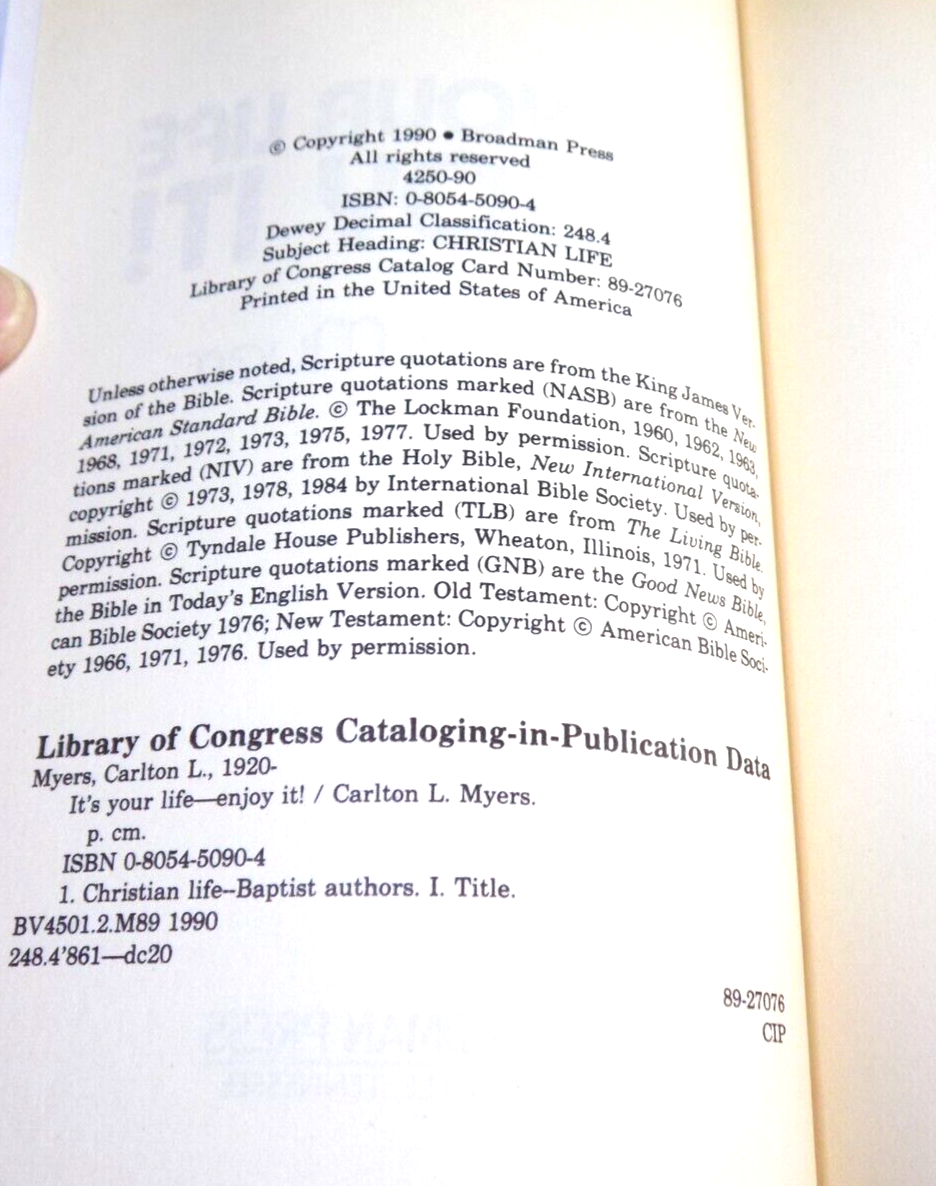 © Copyright 1990 • Broadman Press
All rights reserved
4250-90
ISBN: 0-8054-5090-4
Dewey Decimal Classification: 248.4
Subject Heading: CHRISTIAN LIFE
Library of Congress Catalog Card Number: 89-27076
Printed in the United States of America
Unless otherwise noted, Scripture quotations are from the King James Ver-
sion of the Bible. Scripture quotations marked (NASB) are from the New
American Standard Bible. © The Lockman Foundation, 1960, 1962, 1963,
1968, 1971, 1972, 1973, 1975, 1977. Used by permission. Scripture quota-
tions marked (NIV) are from the Holy Bible, New International Version,
copyright © 1973, 1978, 1984 by International Bible Society. Used by per-
mission. Scripture quotations marked (TLB) are from The Living Bible.
Copyright © Tyndale House Publishers, Wheaton, Illinois, 1971. Used by
permission. Scripture quotations marked (GNB) are the Good News Bible,
the Bible in Today's English Version. Old Testament: Copyright © Ameri-
can Bible Society 1976; New Testament: Copyright © American Bible Soci-
ety 1966, 1971, 1976. Used by permission.
Library of Congress Cataloging-in-Publication Data
Myers, Carlton L., 1920-
It's your life—enjoy it! / Carlton L. Myers.
p. cm.
ISBN 0-8054-5090-4
1. Christian life--Baptist authors. I. Title.
BV4501.2.M89 1990
248.4'861—dc20
89-27076
CIP